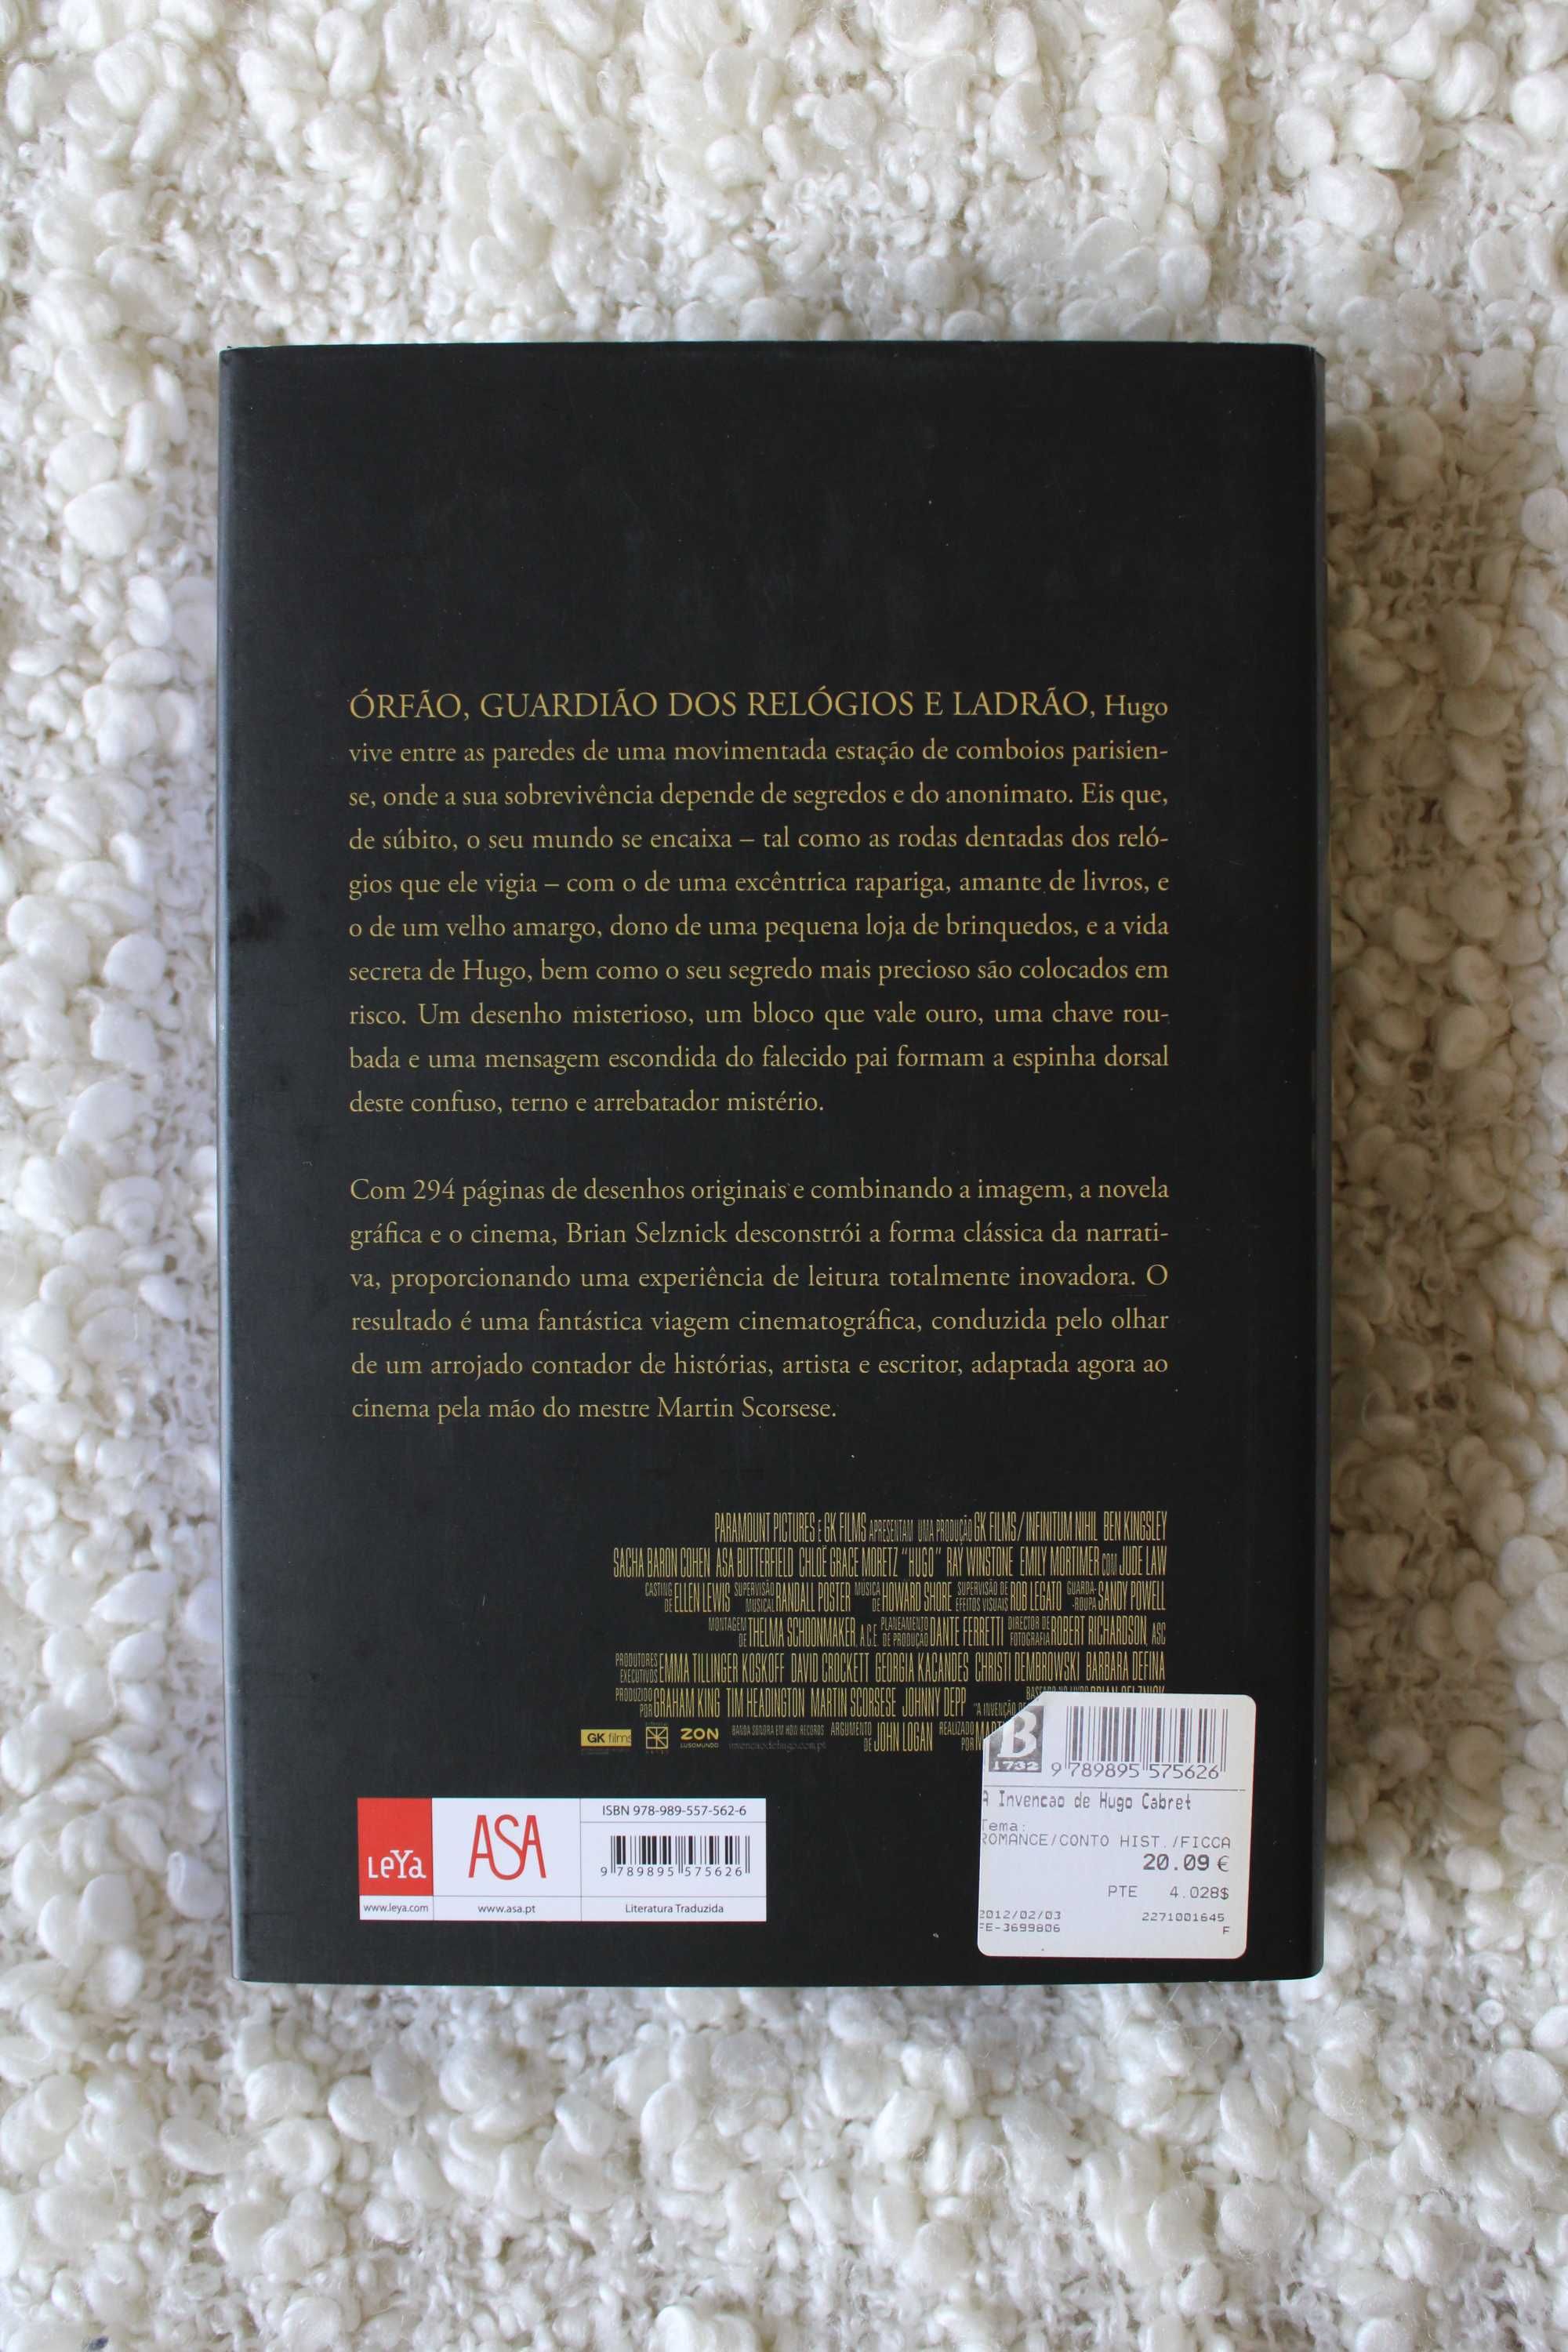 ÓRFÃO, GUARDIÃO DOS RELÓGIOS E LADRÃO, Hugo
vive entre as paredes de uma movimentada estação de comboios parisien-
se, onde a sua sobrevivência depende de segredos e do anonimato. Eis que,
de súbito, o seu mundo se encaixa – tal como as rodas dentadas dos reló-
gios que ele vigia – com o de uma excêntrica rapariga, amante de livros, e
o de um velho amargo, dono de uma pequena loja de brinquedos, e a vida
secreta de Hugo, bem como o seu segredo mais precioso são colocados em
risco. Um desenho misterioso, um bloco que vale ouro, uma chave rou-
bada e uma mensagem escondida do falecido pai formam a espinha dorsal
deste confuso, terno e arrebatador mistério.
Com 294 páginas de desenhos originais e combinando a imagem, a novela
gráfica e o cinema, Brian Selznick desconstrói a forma clássica da narrati-
va, proporcionando uma experiência de leitura totalmente inovadora. O
resultado é uma fantástica viagem cinematográfica, conduzida pelo olhar
de um arrojado contador de histórias, artista e escritor, adaptada agora ao
cinema pela mão do mestre Martin Scorsese.
PARAMOUNT PICTURES E GK FILMS APRESENTAM UMA PRODUÇÃO GK FILMS/INFINITUM NIHIL BEN KINGSLEY
SACHA BARON COHEN ASA BUTTERFIELD CHLOË GRACE MORETZ "HUGO" RAY WINSTONE EMILY MORTIMER COM JUDE LAW
CASTING DE ELLEN LEWIS SUPERVISÃO MUSICAL RANDALL POSTER MÚSICA DE HOWARD SHORE SUPERVISÃO DE EFEITOS VISUAIS ROB LEGATO GUARDA-ROUPA SANDY POWELL
MONTAGEM DE THELMA SCHOONMAKER, A.C.E. PLANEAMENTO DE PRODUÇÃO DANTE FERRETTI DIRECTOR DE FOTOGRAFIA ROBERT RICHARDSON, ASC
PRODUTORES EXECUTIVOS EMMA TILLINGER KOSKOFF DAVID CROCKETT GEORGIA KACANDES CHRISTI DEMBROWSKI BARBARA DEFINA
PRODUZIDO POR GRAHAM KING TIM HEADINGTON MARTIN SCORSESE JOHNNY DEPP "A INVENÇÃO
GK films ZON LUSOMUNDO BANDA SONORA EM HOWE RECORDS invencaodehugo.com.pt ARGUMENTO DE JOHN LOGAN REALIZADO POR
B
1732
9 789895 575626
A Invencao de Hugo Cabret
Tema:
ROMANCE/CONTO HIST./FICCA
20.09 €
PTE 4.028$
2012/02/03 2271001645
FE-3699806 F
LeYa
www.leya.com
ASA
www.asa.pt
ISBN 978-989-557-562-6
9 789895 575626
Literatura Traduzida